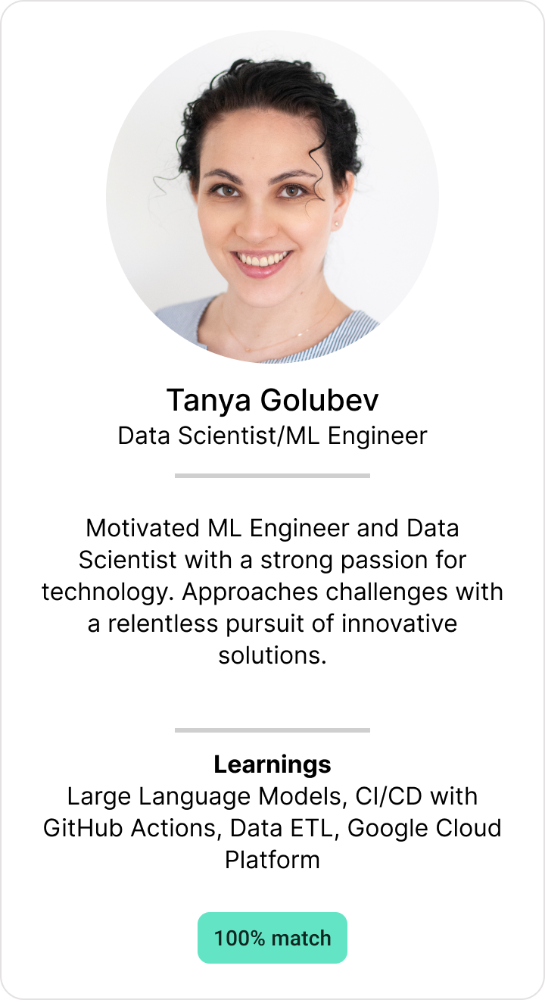 Tanya Golubev
Data Scientist/ML Engineer
Motivated ML Engineer and Data
Scientist with a strong passion for
technology. Approaches challenges with
a relentless pursuit of innovative
solutions.
Learnings
Large Language Models, CI/CD with
GitHub Actions, Data ETL, Google Cloud
Platform
100% match